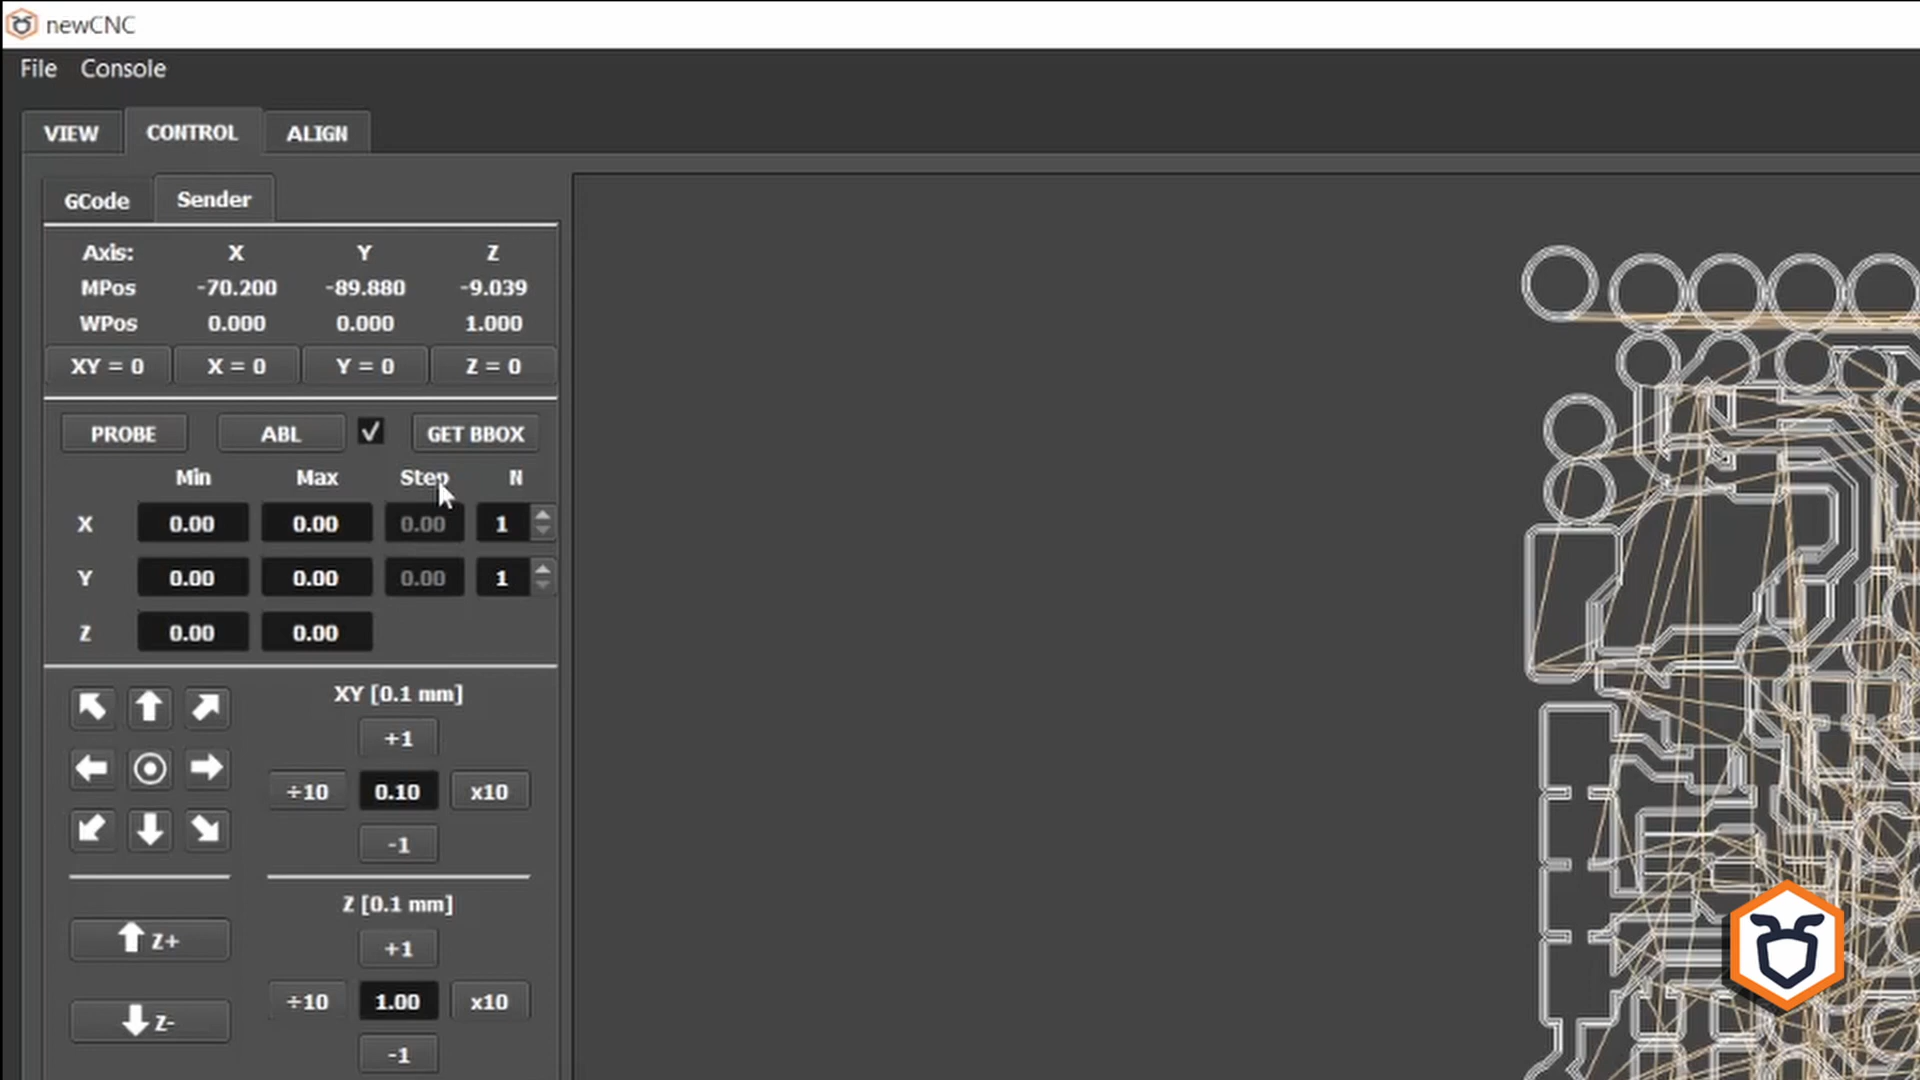 newCNC
File Console
VIEW CONTROL ALIGN
GCode Sender
Axis: X Y Z
MPos -70.200 -89.880 -9.039
WPos 0.000 0.000 1.000
XY = 0 X = 0 Y = 0 Z = 0
PROBE ABL GET BBOX
Min Max Step N
X 0.00 0.00 0.00 1
Y 0.00 0.00 0.00 1
Z 0.00 0.00
XY [0.1 mm]
+1
÷10 0.10 x10
-1
Z [0.1 mm]
Z+ +1
÷10 1.00 x10
Z- -1